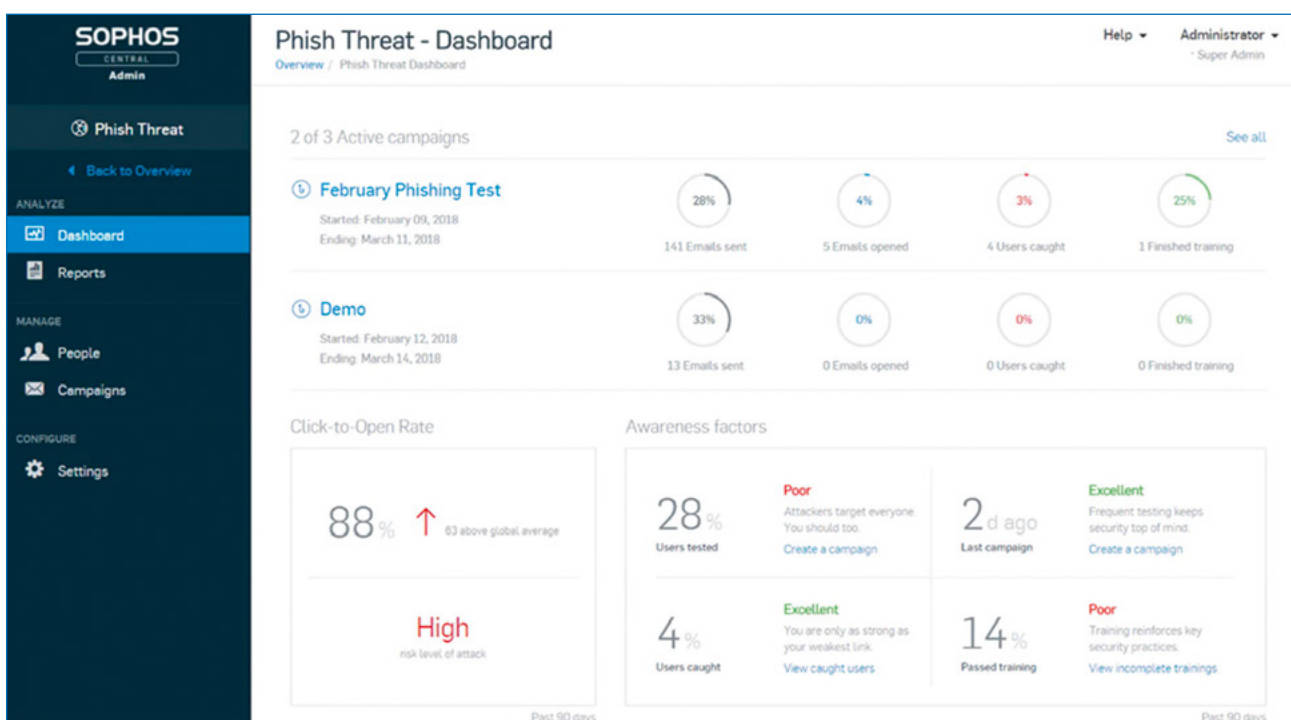 SOPHOS
CENTRAL
Admin
Phish Threat
Back to Overview
ANALYZE
Dashboard
Reports
MANAGE
People
Campaigns
CONFIGURE
Settings
Phish Threat - Dashboard
Overview / Phish Threat Dashboard
Help
Administrator
· Super Admin
2 of 3 Active campaigns
See all
February Phishing Test
Started: February 09, 2018
Ending: March 11, 2018
28%
141 Emails sent
4%
5 Emails opened
3%
4 Users caught
25%
1 Finished training
Demo
Started: February 12, 2018
Ending: March 14, 2018
33%
13 Emails sent
0%
0 Emails opened
0%
0 Users caught
0%
0 Finished training
Click-to-Open Rate
88%
63 above global average
High
risk level of attack
Past 90 days
Awareness factors
28%
Users tested
Poor
Attackers target everyone.
You should too.
Create a campaign
2 d ago
Last campaign
Excellent
Frequent testing keeps
security top of mind.
Create a campaign
4%
Users caught
Excellent
You are only as strong as
your weakest link.
View caught users
14%
Passed training
Poor
Training reinforces key
security practices.
View incomplete trainings
Past 90 days